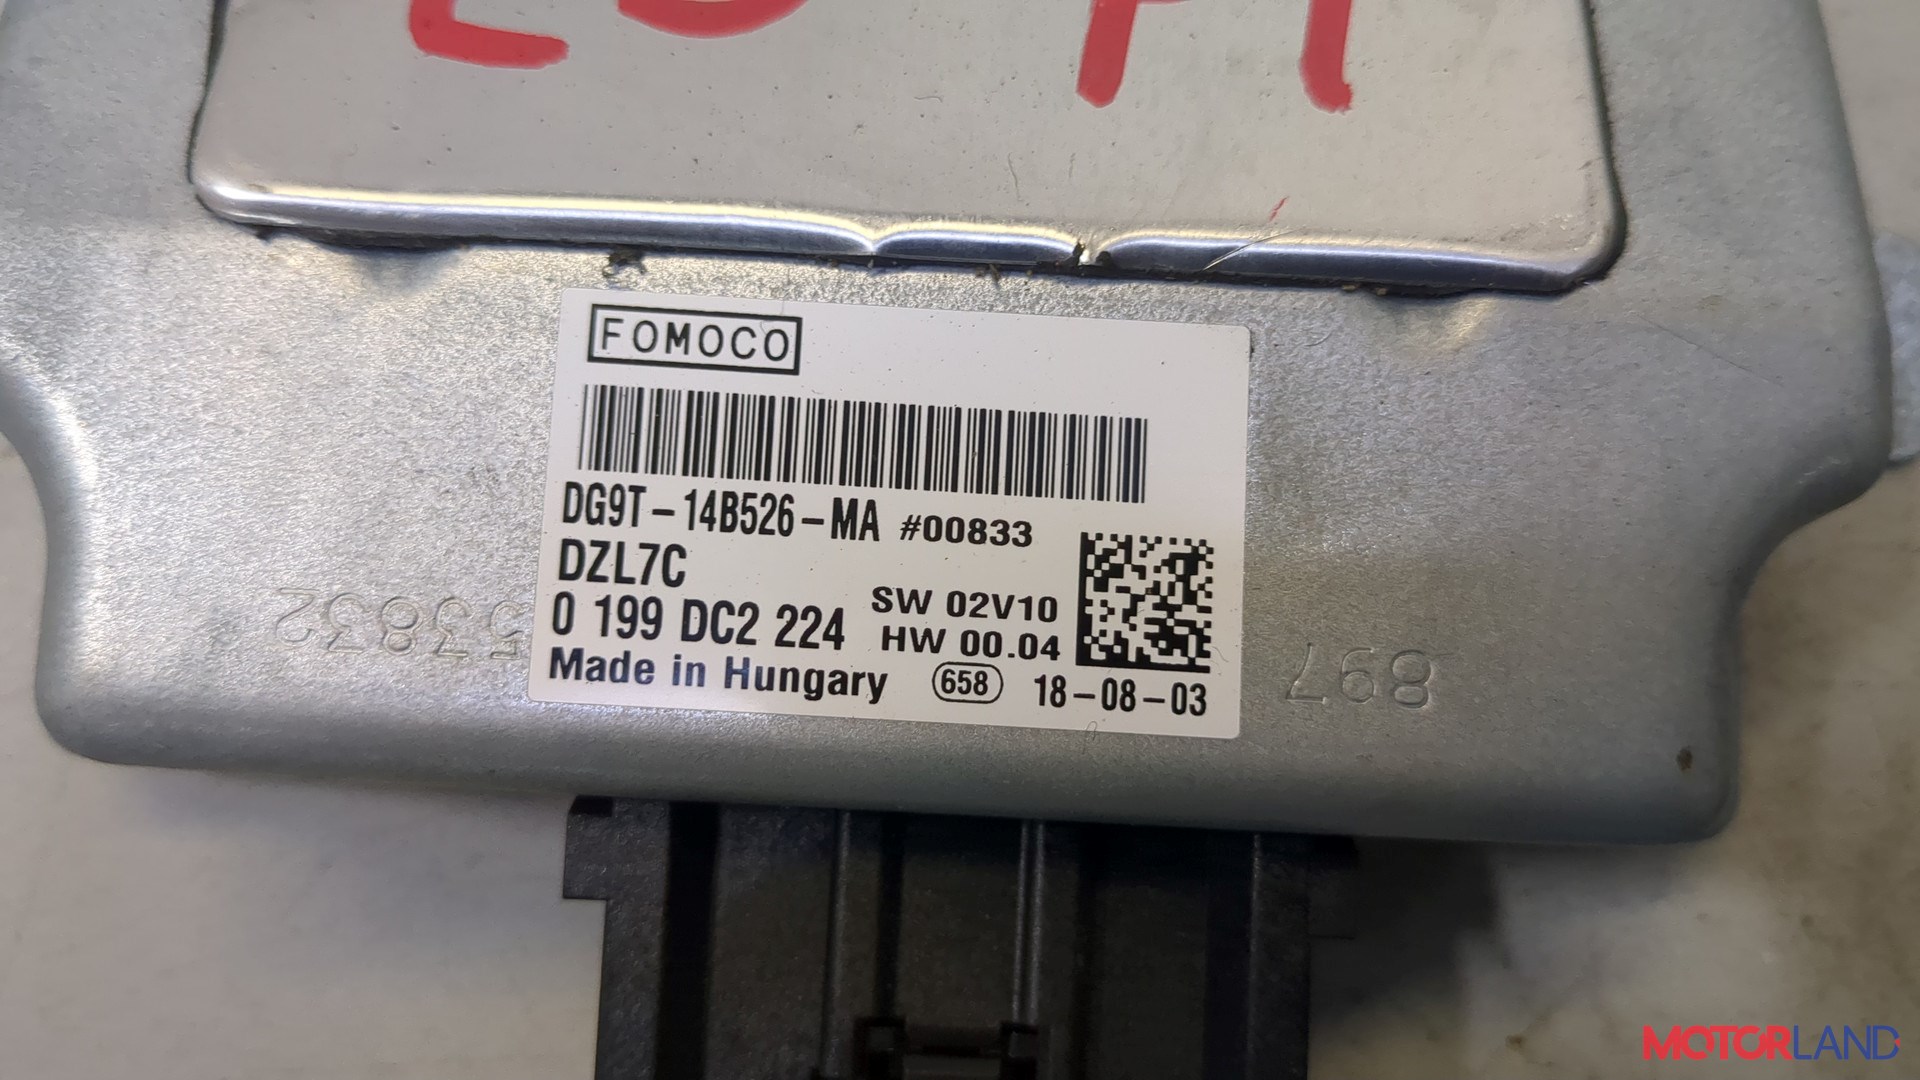 FOMOCO
DG9T-14B526-MA #00833
DZL7C
0 199 DC2 224
SW 02V10
HW 00.04
Made in Hungary 658 18-08-03
53832
897
MOTORLAND